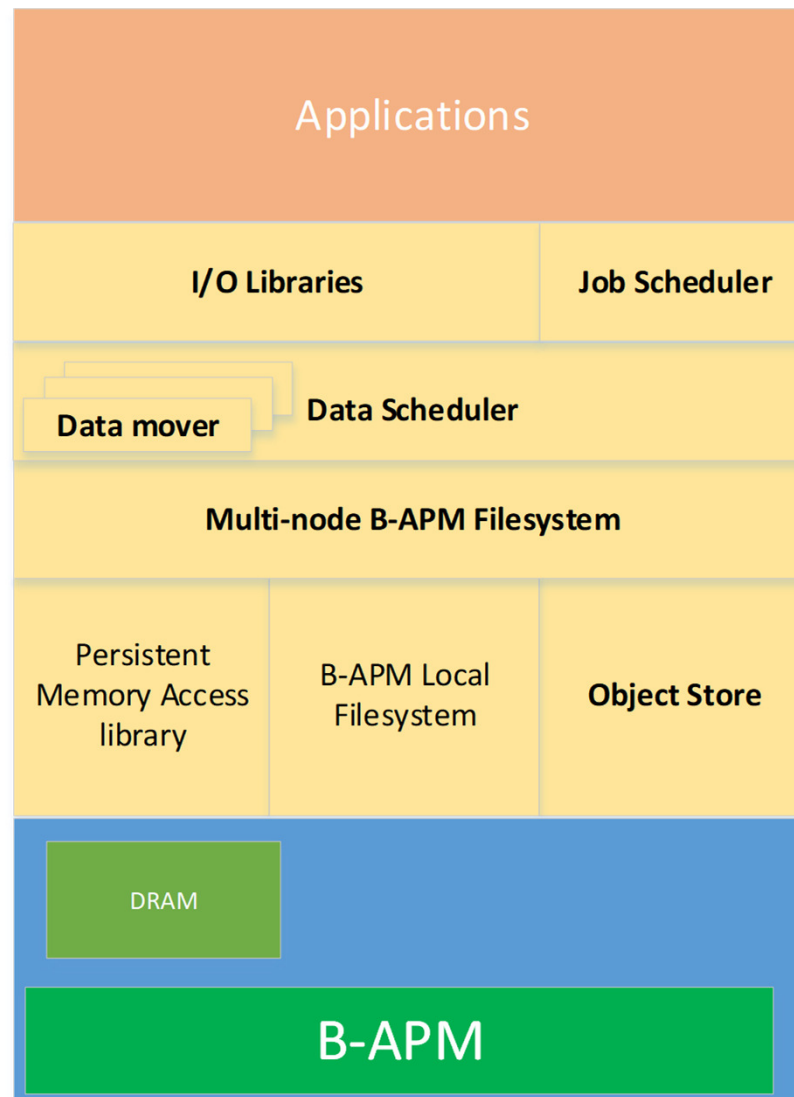 Applications
I/O Libraries
Job Scheduler
Data mover
Data Scheduler
Multi-node B-APM Filesystem
Persistent
Memory Access
library
B-APM Local
Filesystem
Object Store
DRAM
B-APM